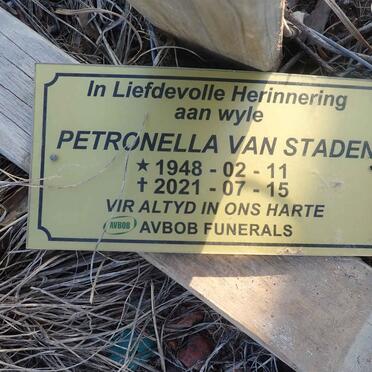 In Liefdevolle Herinnering
aan wyle
PETRONELLA VAN STADEN
★ 1948 - 02 - 11
✝ 2021 - 07 - 15
VIR ALTYD IN ONS HARTE
AVBOB AVBOB FUNERALS